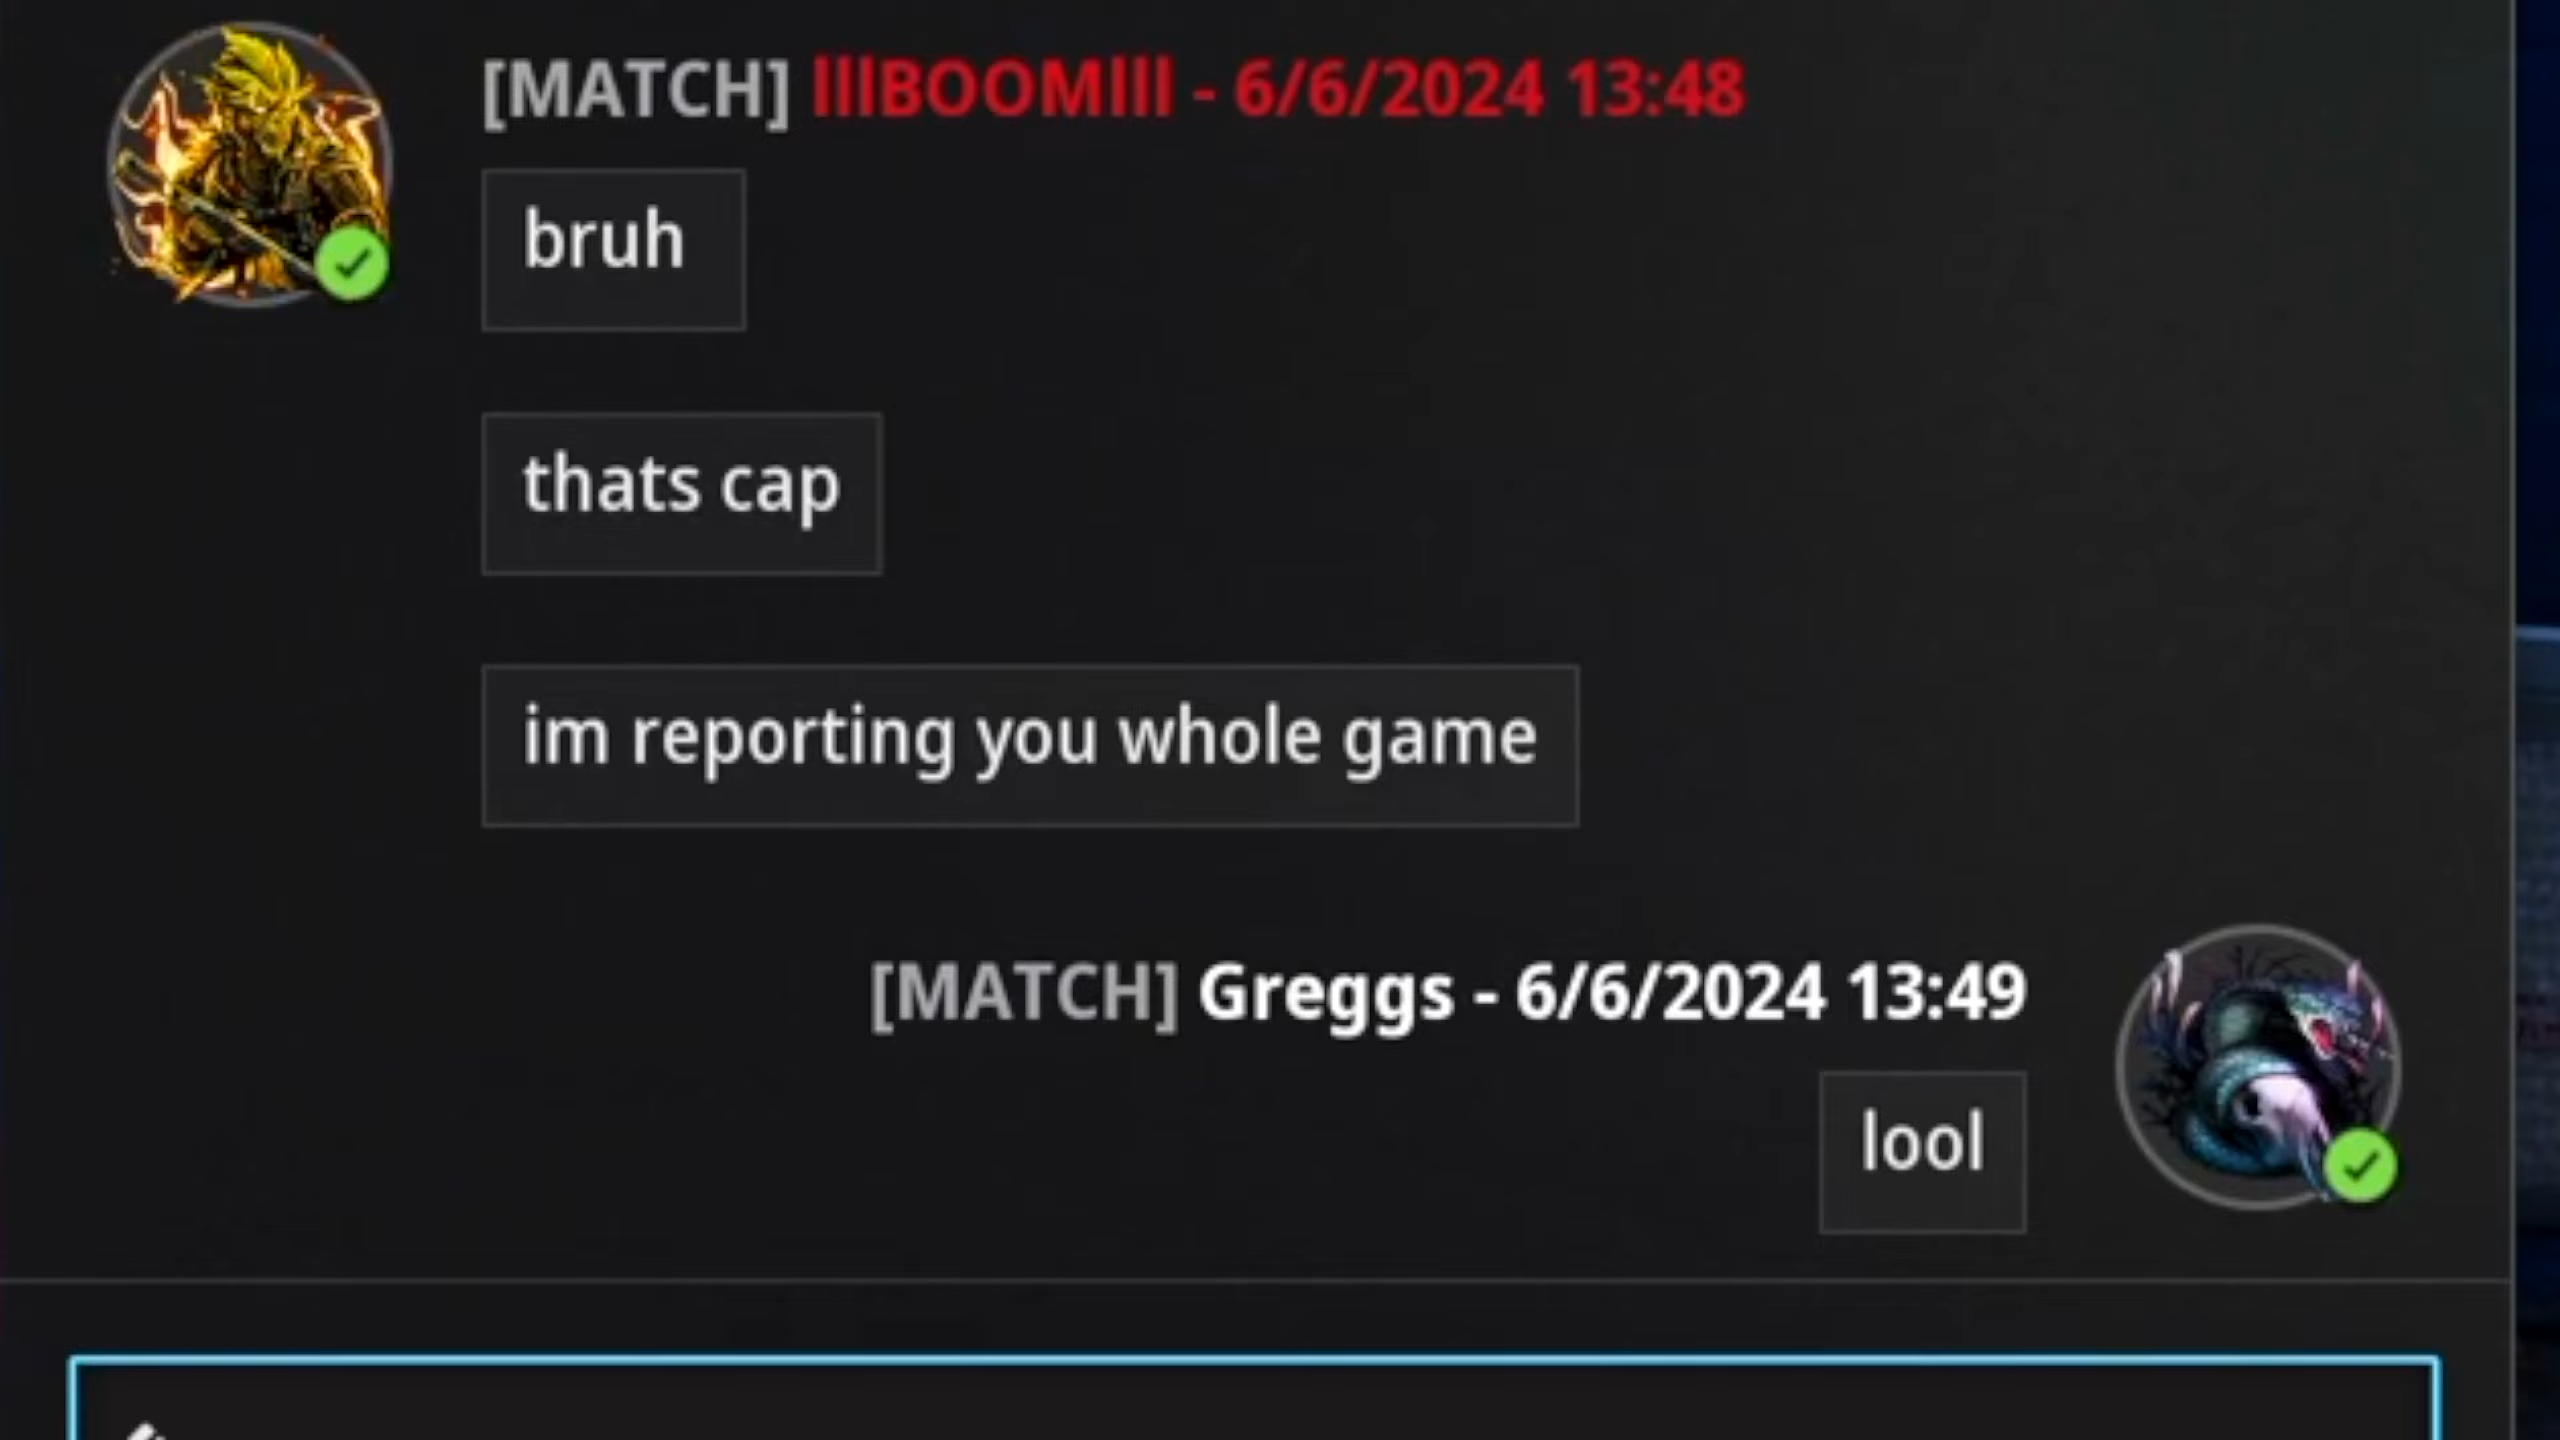 [MATCH] lllBOOMlll - 6/6/2024 13:48
bruh
thats cap
im reporting you whole game
[MATCH] Greggs - 6/6/2024 13:49
lool